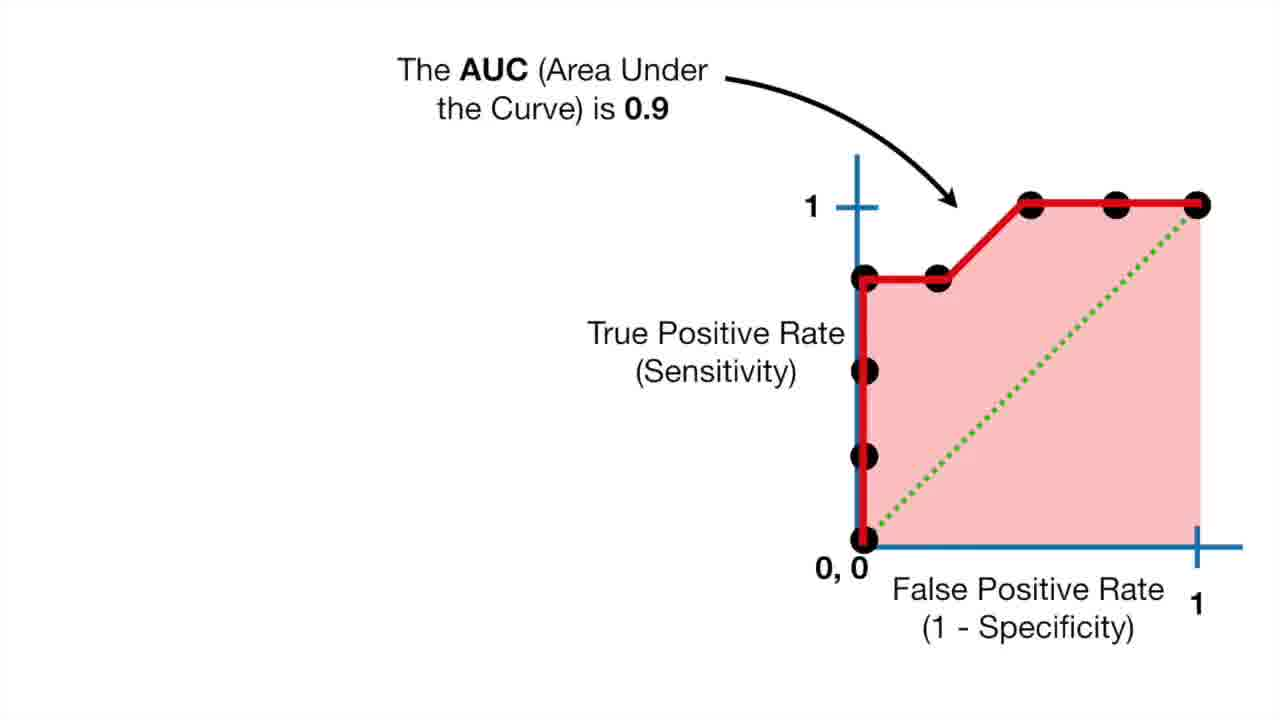 The AUC (Area Under
the Curve) is 0.9
1
True Positive Rate
(Sensitivity)
0, 0
False Positive Rate
1
(1 - Specificity)